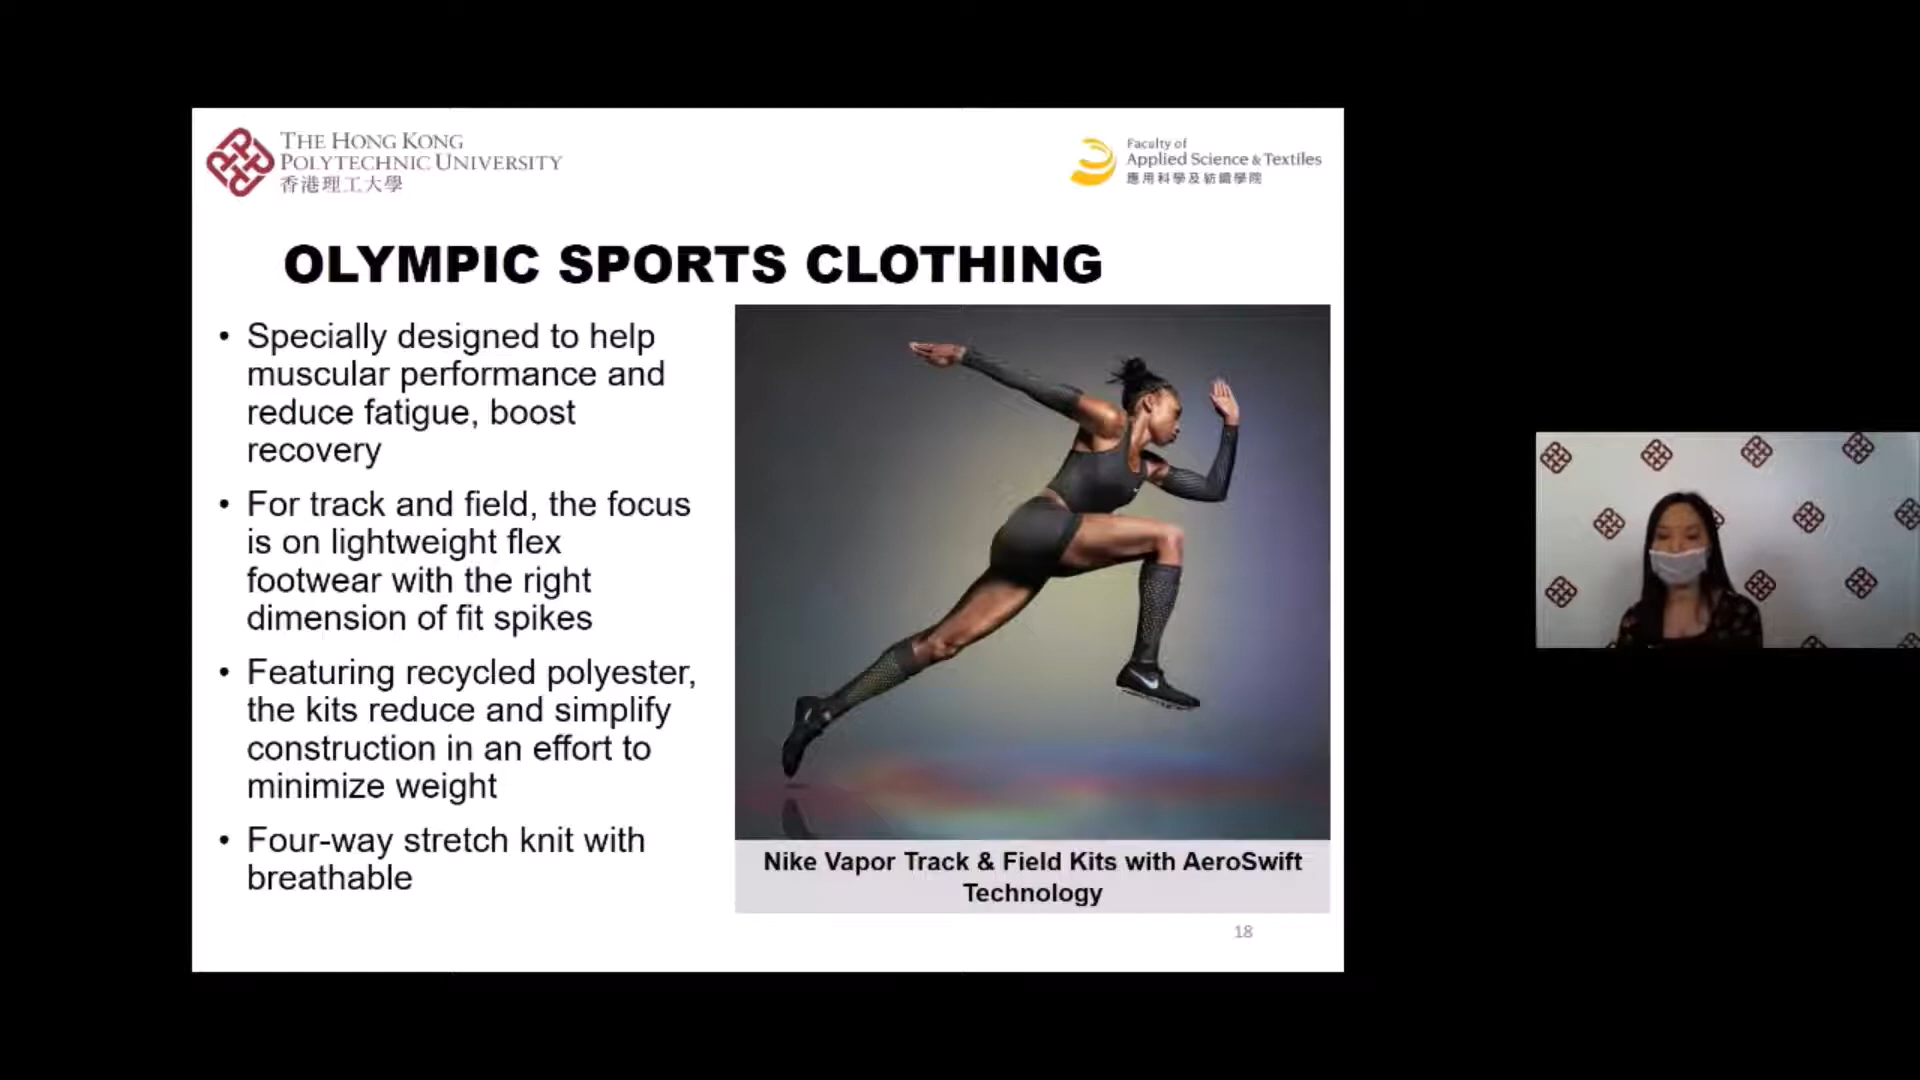 THE HONG KONG
POLYTECHNIC UNIVERSITY
香港理工大學
Faculty of
Applied Science & Textiles
應用科學及紡織學院
OLYMPIC SPORTS CLOTHING
• Specially designed to help
muscular performance and
reduce fatigue, boost
recovery
• For track and field, the focus
is on lightweight flex
footwear with the right
dimension of fit spikes
• Featuring recycled polyester,
the kits reduce and simplify
construction in an effort to
minimize weight
• Four-way stretch knit with
breathable
Nike Vapor Track & Field Kits with AeroSwift
Technology
18